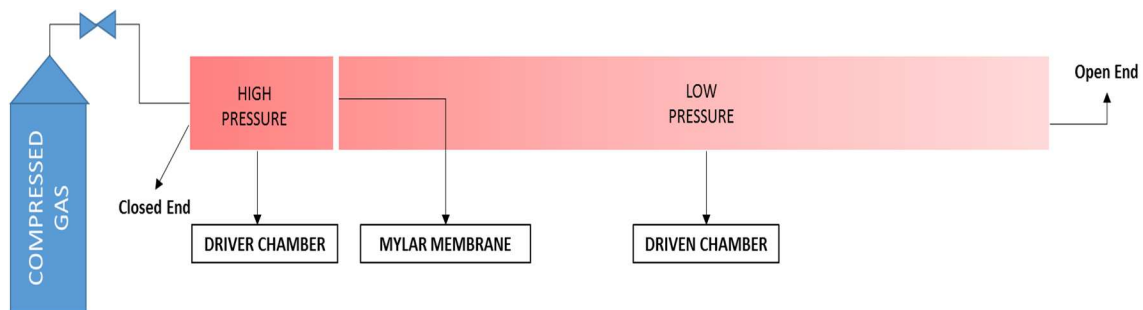 COMPRESSED
GAS
Closed End
HIGH
PRESSURE
LOW
PRESSURE
Open End
DRIVER CHAMBER
MYLAR MEMBRANE
DRIVEN CHAMBER